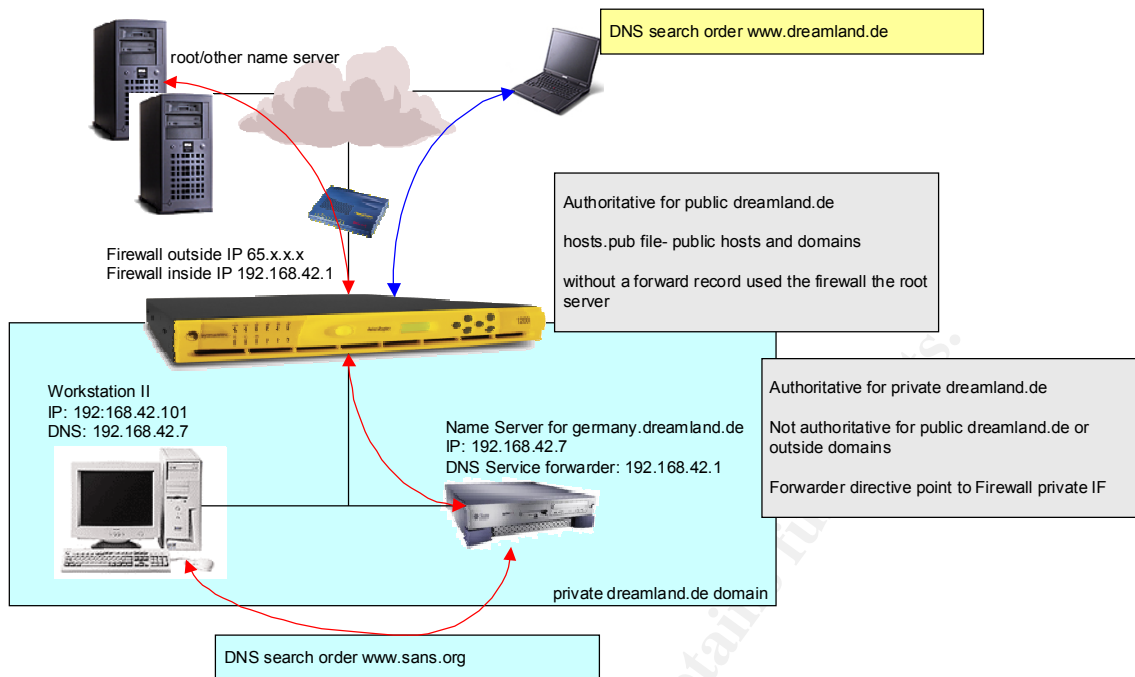 DNS search order www.dreamland.de
root/other name server
Authoritative for public dreamland.de
hosts.pub file- public hosts and domains
without a forward record used the firewall the root
server
Firewall outside IP 65.x.x.x
Firewall inside IP 192.168.42.1
Workstation II
IP: 192:168.42.101
DNS: 192.168.42.7
Name Server for germany.dreamland.de
IP: 192.168.42.7
DNS Service forwarder: 192.168.42.1
Authoritative for private dreamland.de
Not authoritative for public dreamland.de or
outside domains
Forwarder directive point to Firewall private IF
private dreamland.de domain
DNS search order www.sans.org